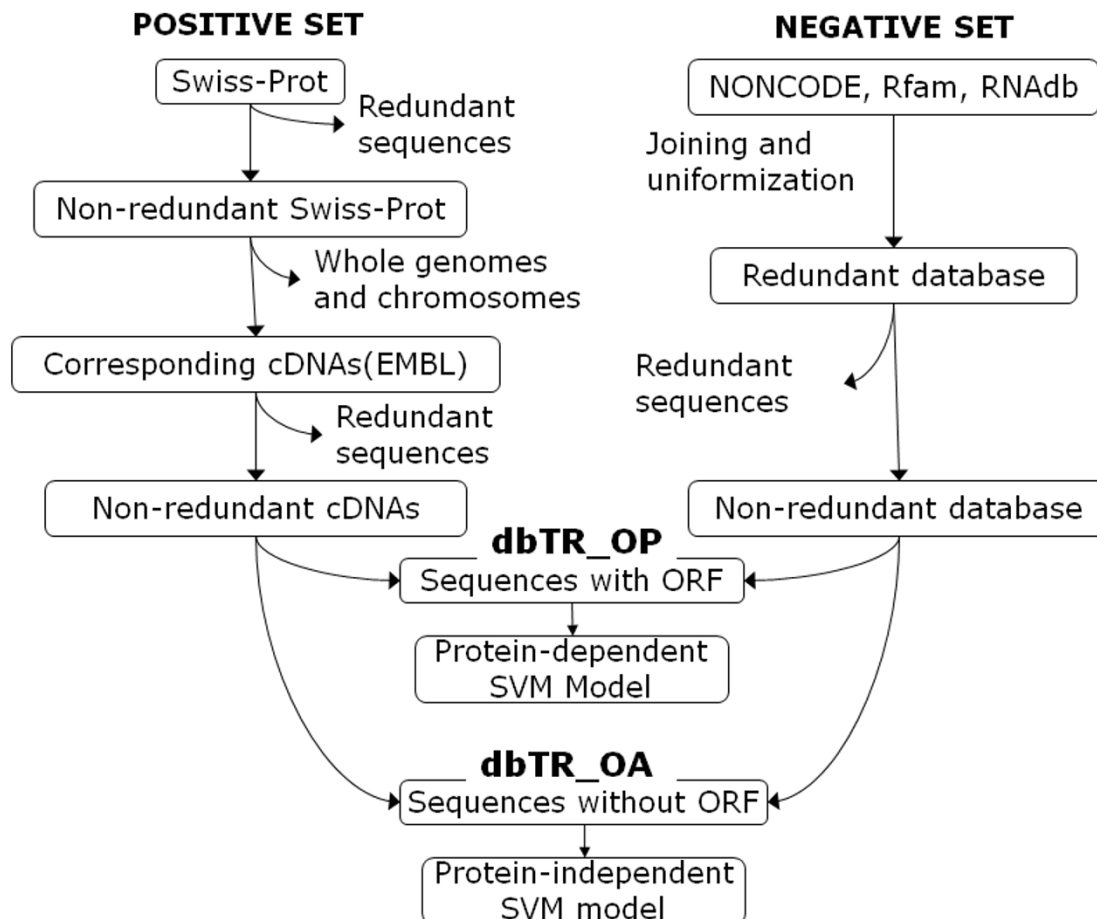 POSITIVE SET
Swiss-Prot
Redundant
sequences
Non-redundant Swiss-Prot
Whole genomes
and chromosomes
Corresponding cDNAs(EMBL)
Redundant
sequences
Non-redundant cDNAs
NEGATIVE SET
NONCODE, Rfam, RNAdb
Joining and
uniformization
Redundant database
Redundant
sequences
Non-redundant database
dbTR_OP
Sequences with ORF
Protein-dependent
SVM Model
dbTR_OA
Sequences without ORF
Protein-independent
SVM model